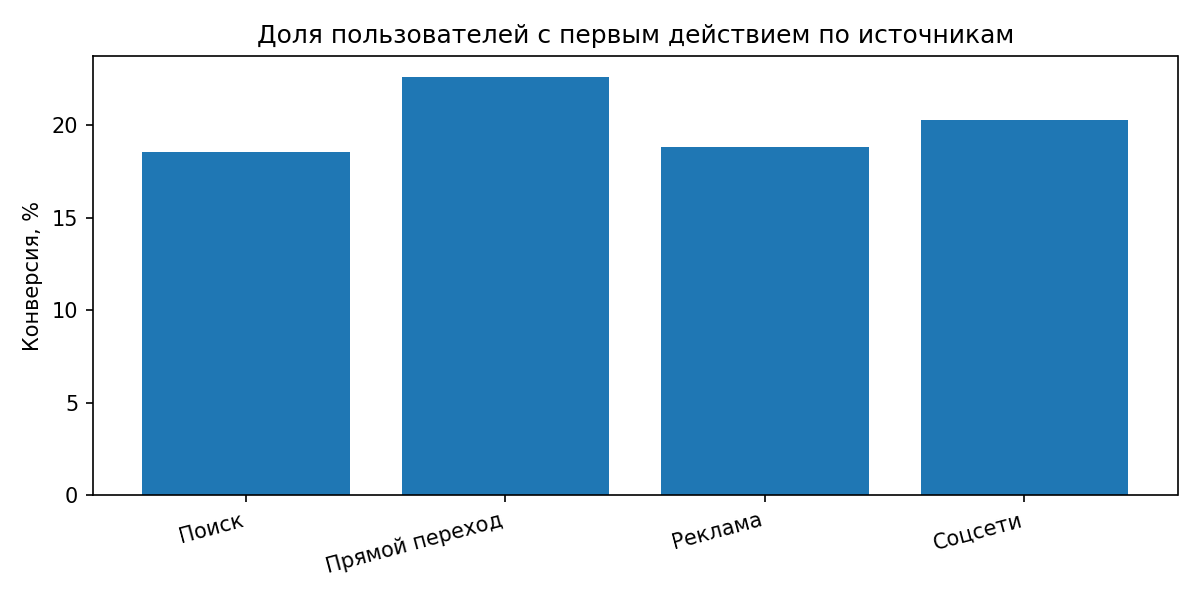 Доля пользователей с первым действием по источникам
Конверсия, %
20
15
10
5
0
Поиск
Прямой переход
Реклама
Соцсети